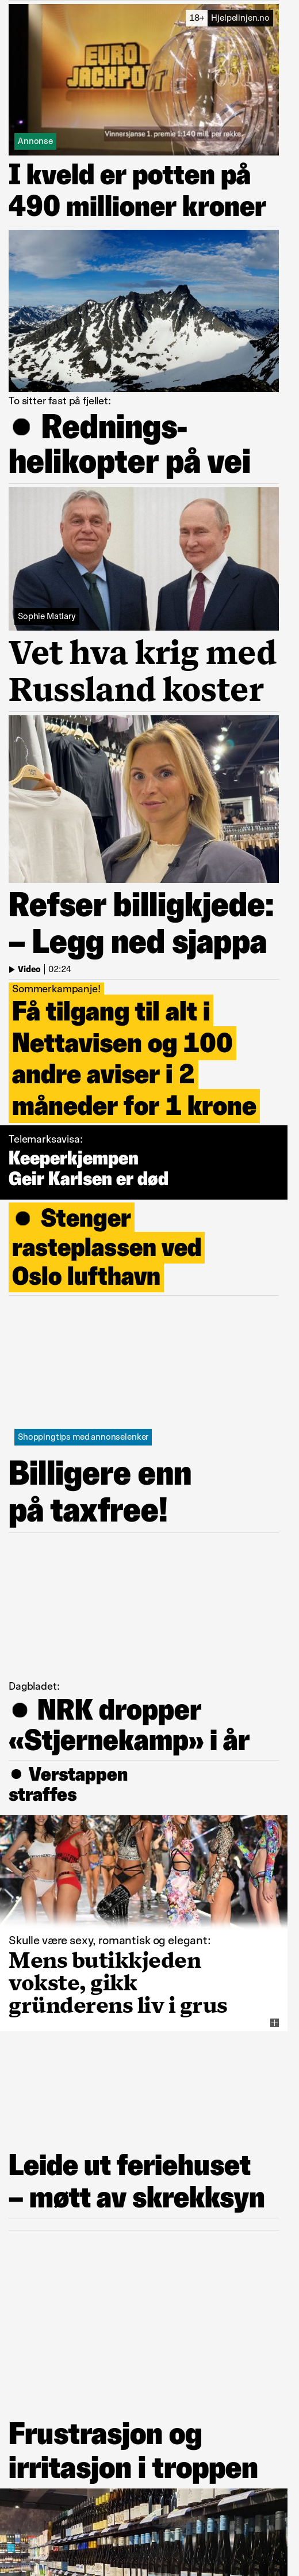 18+ Hjelpelinjen.no
EURO
JACKPOT
Vinnersjanse 1. premie 1:140 mill. per rekke.
Annonse
I kveld er potten på
490 millioner kroner
To sitter fast på fjellet:
● Rednings-
helikopter på vei
Sophie Matlary
Vet hva krig med
Russland koster
Refser billigkjede:
– Legg ned sjappa
Video | 02:24
Sommerkampanje!
Få tilgang til alt i
Nettavisen og 100
andre aviser i 2
måneder for 1 krone
Telemarksavisa:
Keeperkjempen
Geir Karlsen er død
● Stenger
rasteplassen ved
Oslo lufthavn
Shoppingtips med annonselenker
Billigere enn
på taxfree!
Dagbladet:
● NRK dropper
«Stjernekamp» i år
● Verstappen
straffes
Skulle være sexy, romantisk og elegant:
Mens butikkjeden
vokste, gikk
gründerens liv i grus
Leide ut feriehuset
– møtt av skrekksyn
Frustrasjon og
irritasjon i troppen